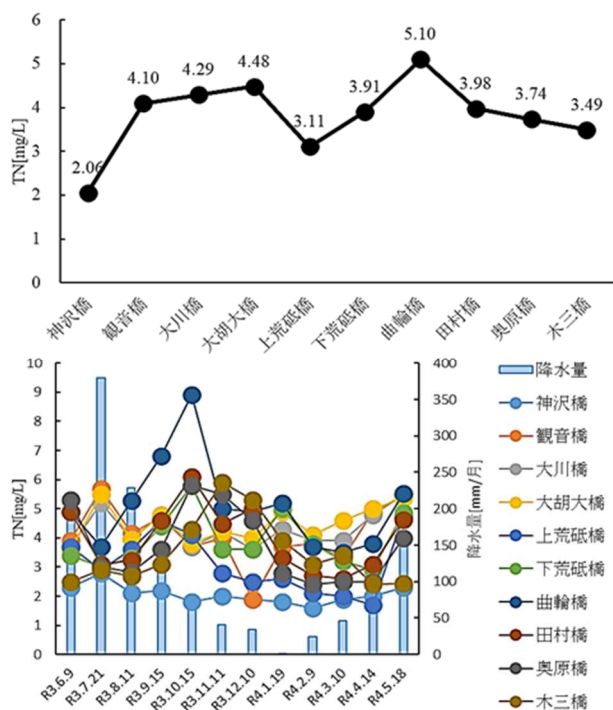 6
5
4
3
2
1
0
TN[mg/L]
2.06
4.10
4.29
4.48
3.11
3.91
5.10
3.98
3.74
3.49
神沢橋
観音橋
大川橋
大胡大橋
上荒砥橋
下荒砥橋
曲輪橋
田村橋
奥原橋
木三橋
10
9
8
7
6
5
4
3
2
1
0
TN[mg/L]
400
350
300
250
200
150
100
50
0
降水量[mm/月]
R3.6.9
R3.7.21
R3.8.11
R3.9.15
R3.10.15
R3.11.11
R3.12.10
R4.1.19
R4.2.9
R4.3.10
R4.4.14
R4.5.18
降水量
神沢橋
観音橋
大川橋
大胡大橋
上荒砥橋
下荒砥橋
曲輪橋
田村橋
奥原橋
木三橋